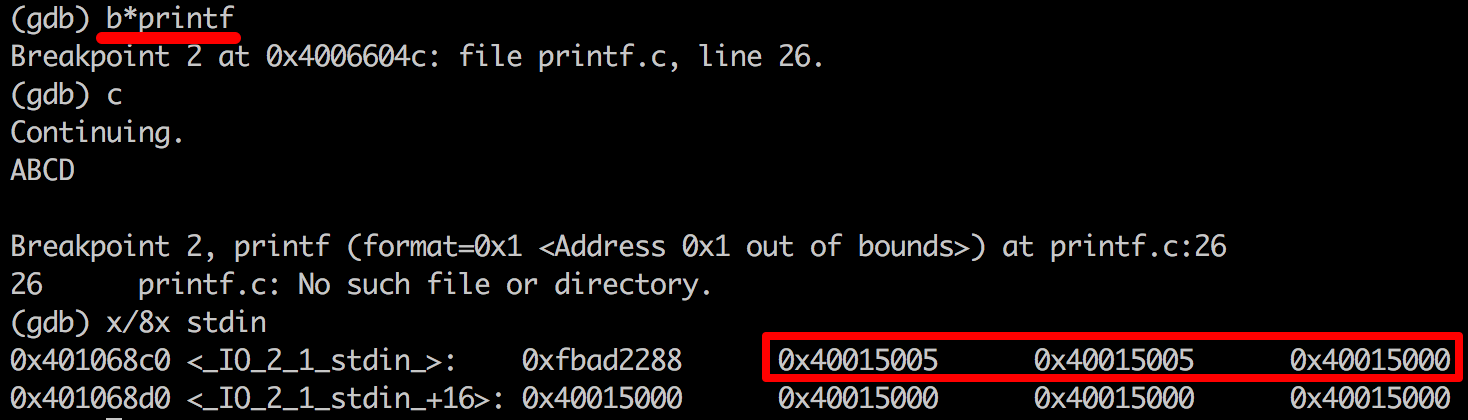 (gdb) b*printf
Breakpoint 2 at 0x4006604c: file printf.c, line 26.
(gdb) c
Continuing.
ABCD
Breakpoint 2, printf (format=0x1 <Address 0x1 out of bounds>) at printf.c:26
26      printf.c: No such file or directory.
(gdb) x/8x stdin
0x401068c0 <_IO_2_1_stdin_>:    0xfbad2288      0x40015005      0x40015005      0x40015000
0x401068d0 <_IO_2_1_stdin_+16>: 0x40015000      0x40015000      0x40015000      0x40015000